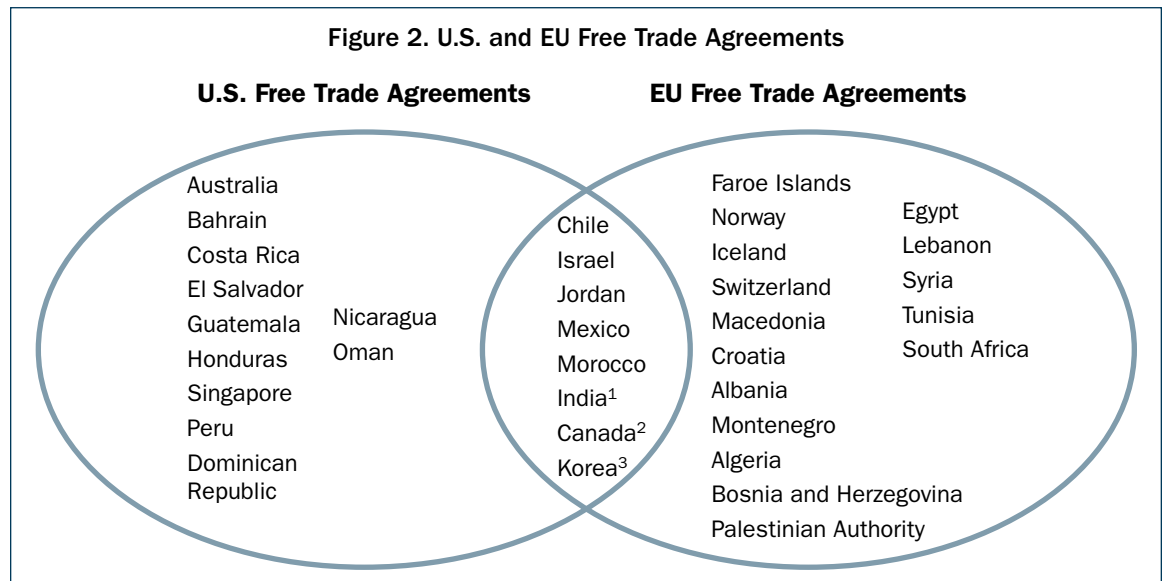 Figure 2. U.S. and EU Free Trade Agreements
U.S. Free Trade Agreements
EU Free Trade Agreements
Australia
Bahrain
Costa Rica
El Salvador
Guatemala
Honduras
Singapore
Peru
Dominican
Republic
Nicaragua
Oman
Chile
Israel
Jordan
Mexico
Morocco
India¹
Canada²
Korea³
Faroe Islands
Norway
Iceland
Switzerland
Macedonia
Croatia
Albania
Montenegro
Algeria
Bosnia and Herzegovina
Palestinian Authority
Egypt
Lebanon
Syria
Tunisia
South Africa